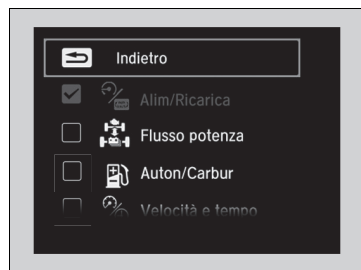 Indietro
Alim/Ricarica
Flusso potenza
Auton/Carbur
Velocità e tempo